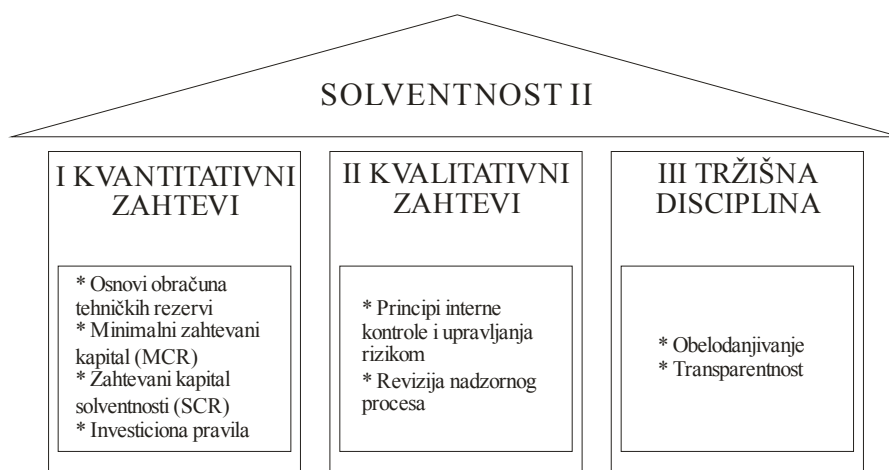 SOLVENTNOST II
I KVANTITATIVNI
ZAHTEVI
* Osnovi obračuna
tehničkih rezervi
* Minimalni zahtevani
kapital (MCR)
* Zahtevani kapital
solventnosti (SCR)
* Investiciona pravila
II KVALITATIVNI
ZAHTEVI
* Principi interne
kontrole i upravljanja
rizikom
* Revizija nadzornog
procesa
III TRŽIŠNA
DISCIPLINA
* Obelodanjivanje
* Transparentnost